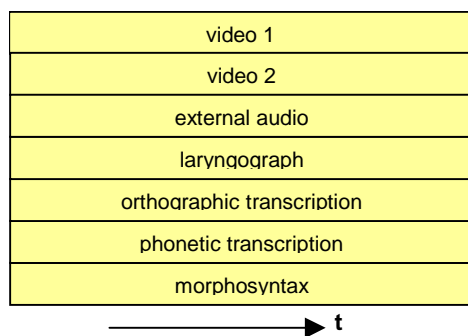 video 1
video 2
external audio
laryngograph
orthographic transcription
phonetic transcription
morphosyntax
t